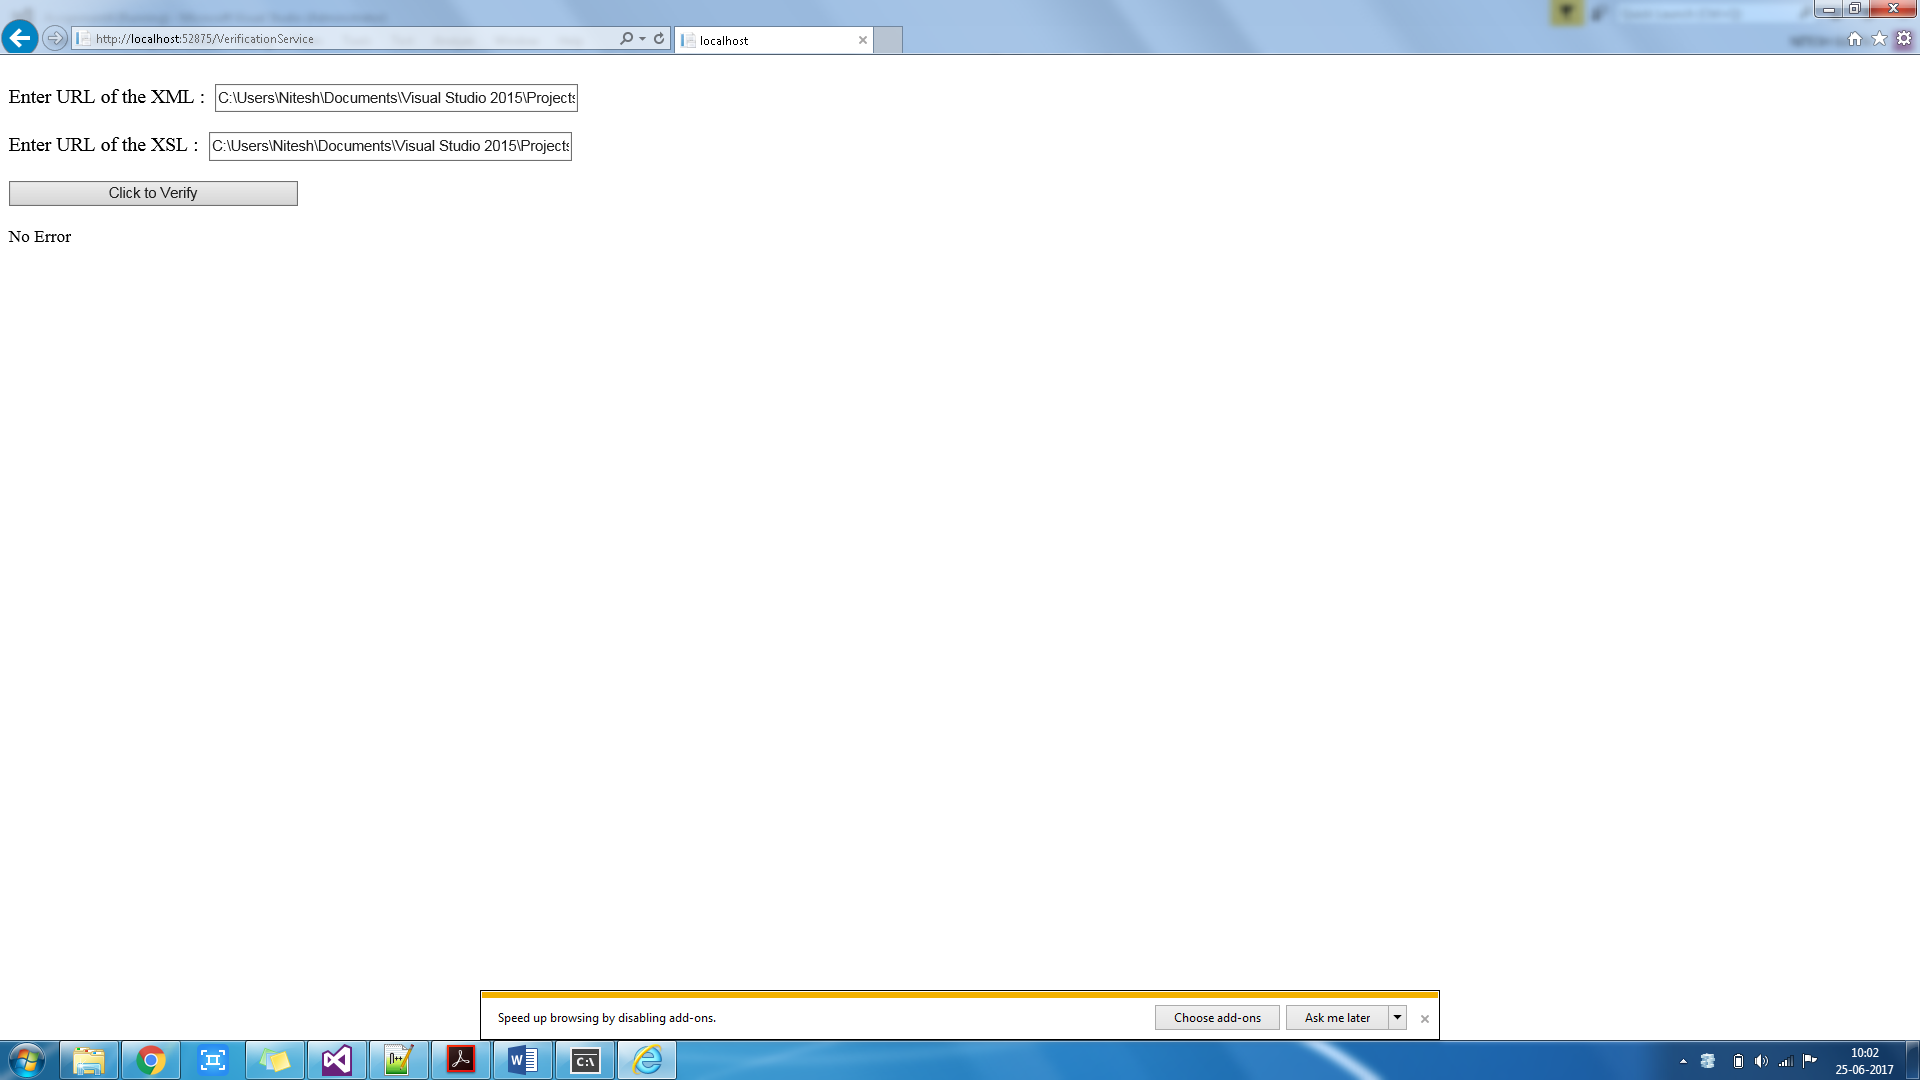 http://localhost:52875/VerificationService
localhost
Enter URL of the XML : C:\Users\Nitesh\Documents\Visual Studio 2015\Projects
Enter URL of the XSL : C:\Users\Nitesh\Documents\Visual Studio 2015\Projects
Click to Verify
No Error
Speed up browsing by disabling add-ons. Choose add-ons Ask me later
10:02
25-06-2017